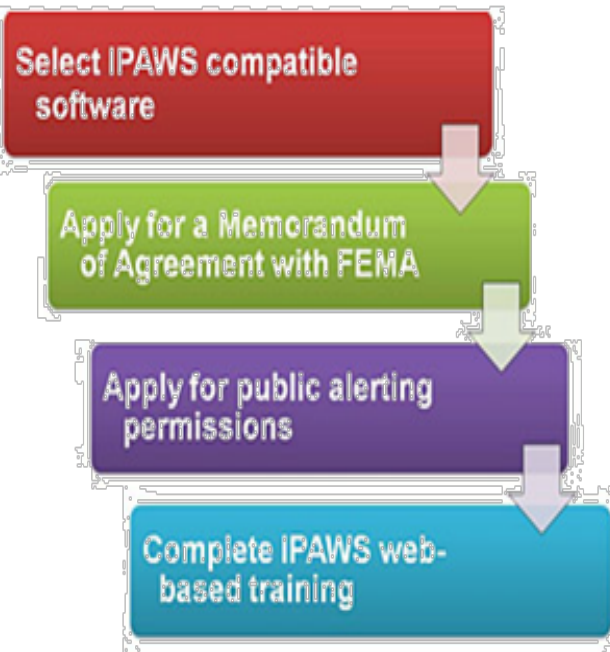 Select IPAWS compatible
software
Apply for a Memorandum
of Agreement with FEMA
Apply for public alerting
permissions
Complete IPAWS web-
based training